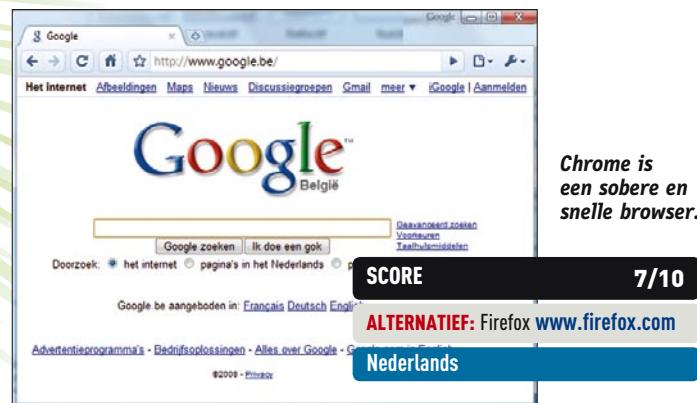 Google
Google
http://www.google.be/
Het internet Afbeeldingen Maps Nieuws Discussiegroepen Gmail meer ▼ iGoogle | Aanmelden
Google™
België
Geavanceerd zoeken
Voorkeuren
Taalhulpmiddelen
Google zoeken Ik doe een gok
Doorzoek: het internet pagina's in het Nederlands
Google.be aangeboden in: Français Deutsch English
Advertentieprogramma's - Bedrijfsoplossingen - Alles over Google -
©2009 - Privacy
Chrome is
een sobere en
snelle browser.
SCORE 7/10
ALTERNATIEF: Firefox www.firefox.com
Nederlands